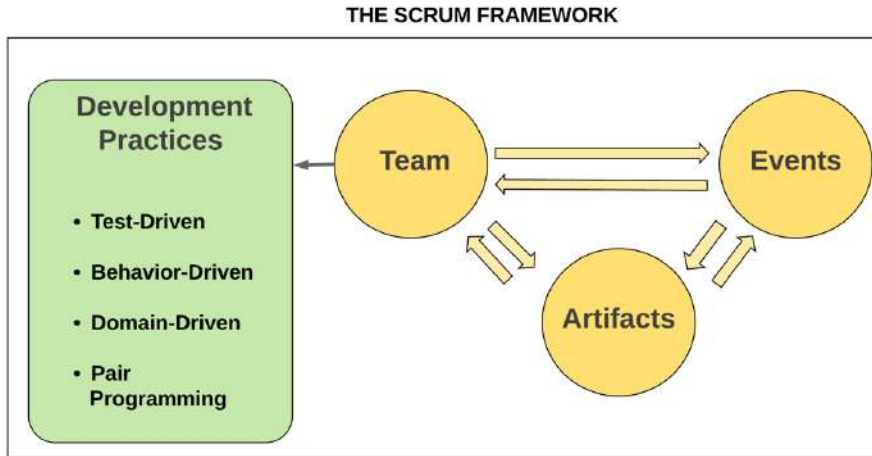 THE SCRUM FRAMEWORK
Development
Practices
• Test-Driven
• Behavior-Driven
• Domain-Driven
• Pair
Programming
Team
Events
Artifacts